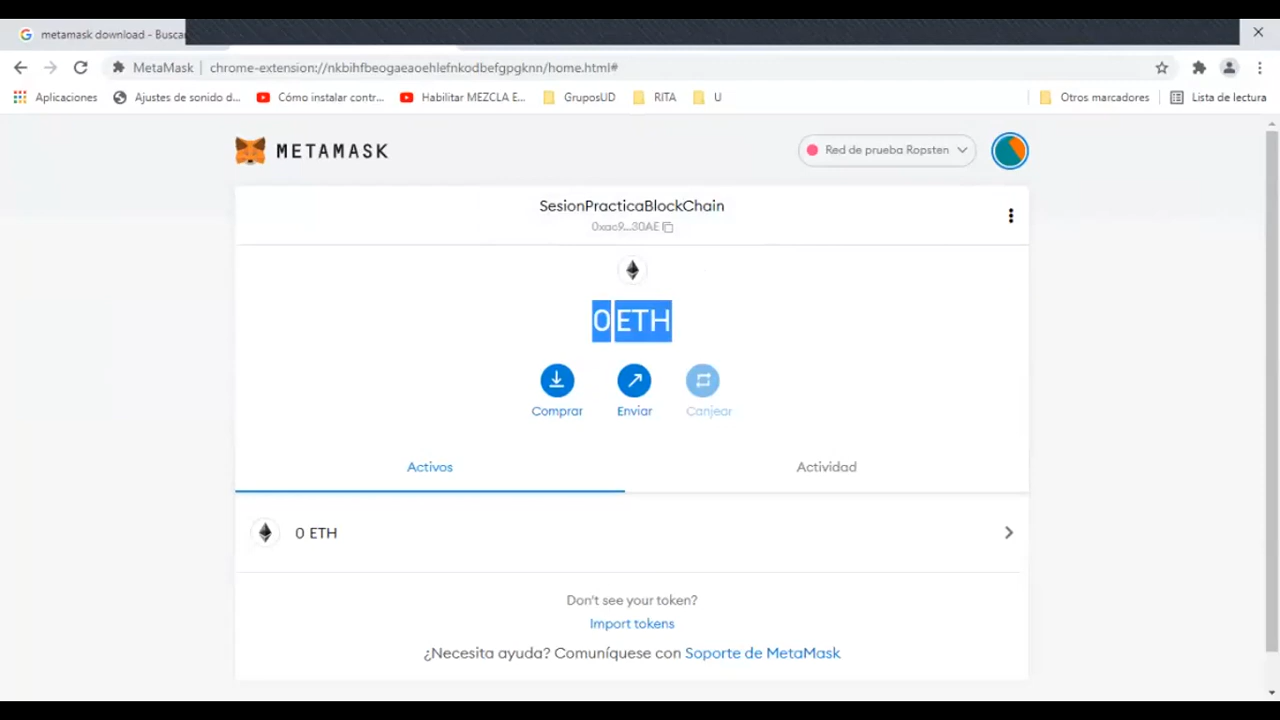 metamask download - Busca
MetaMask | chrome-extension://nkbihfbeogaeaoehlefnkodbefgpgknn/home.html#
Aplicaciones Ajustes de sonido d... Cómo instalar contr... Habilitar MEZCLA E... GruposUD RITA U Otros marcadores Lista de lectura
METAMASK
Red de prueba Ropsten
SesionPracticaBlockChain
0xac9...30AE
0 ETH
Comprar Enviar Canjear
Activos Actividad
0 ETH
Don't see your token?
Import tokens
¿Necesita ayuda? Comuníquese con Soporte de MetaMask